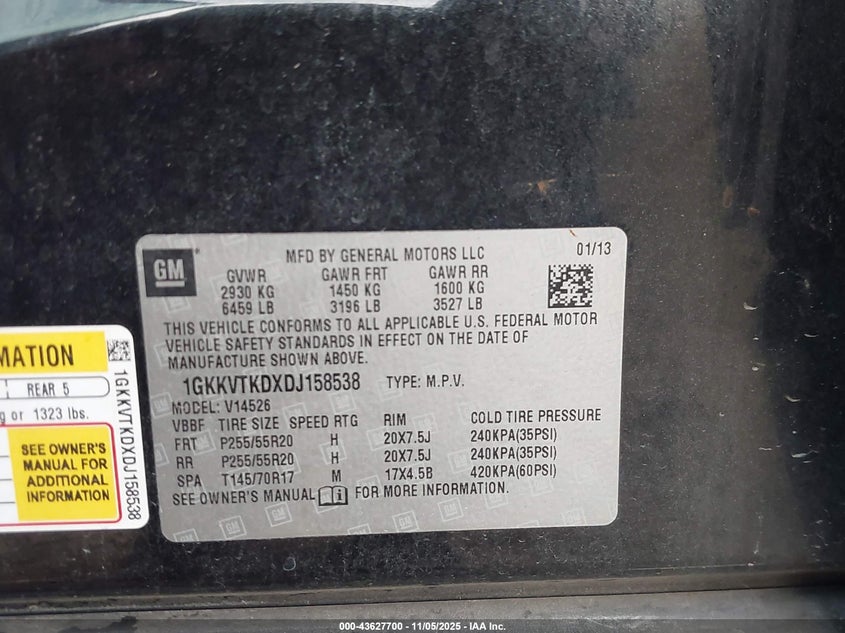 GM
MFD BY GENERAL MOTORS LLC
01/13
GVWR GAWR FRT GAWR RR
2930 KG 1450 KG 1600 KG
6459 LB 3196 LB 3527 LB
THIS VEHICLE CONFORMS TO ALL APPLICABLE U.S. FEDERAL MOTOR
VEHICLE SAFETY STANDARDS IN EFFECT ON THE DATE OF
MANUFACTURE SHOWN ABOVE.
1GKKVTKDXDJ158538 TYPE: M.P.V.
MODEL: V14526
VBBF TIRE SIZE SPEED RTG RIM COLD TIRE PRESSURE
FRT P255/55R20 H 20X7.5J 240KPA(35PSI)
RR P255/55R20 H 20X7.5J 240KPA(35PSI)
SPA T145/70R17 M 17X4.5B 420KPA(60PSI)
SEE OWNER'S MANUAL FOR MORE INFORMATION.
MATION
REAR 5
g or 1323 lbs.
SEE OWNER'S
MANUAL FOR
ADDITIONAL
INFORMATION
1GKKVTKDXDJ158538
000-43627700 - 11/05/2025 - IAA Inc.